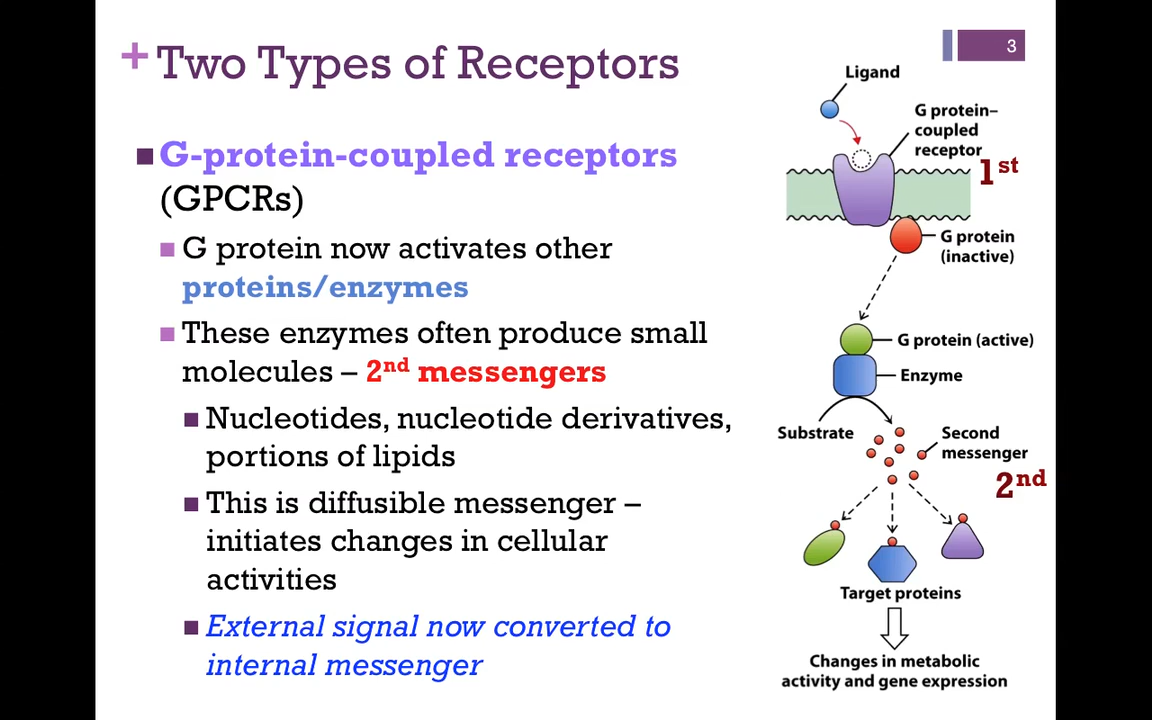 + Two Types of Receptors
3
■ G-protein-coupled receptors
(GPCRs)
■ G protein now activates other
proteins/enzymes
■ These enzymes often produce small
molecules – 2nd messengers
■ Nucleotides, nucleotide derivatives,
portions of lipids
■ This is diffusible messenger –
initiates changes in cellular
activities
■ External signal now converted to
internal messenger
Ligand
G protein–
coupled
receptor
1st
G protein
(inactive)
G protein (active)
Enzyme
Substrate
Second
messenger
2nd
Target proteins
Changes in metabolic
activity and gene expression